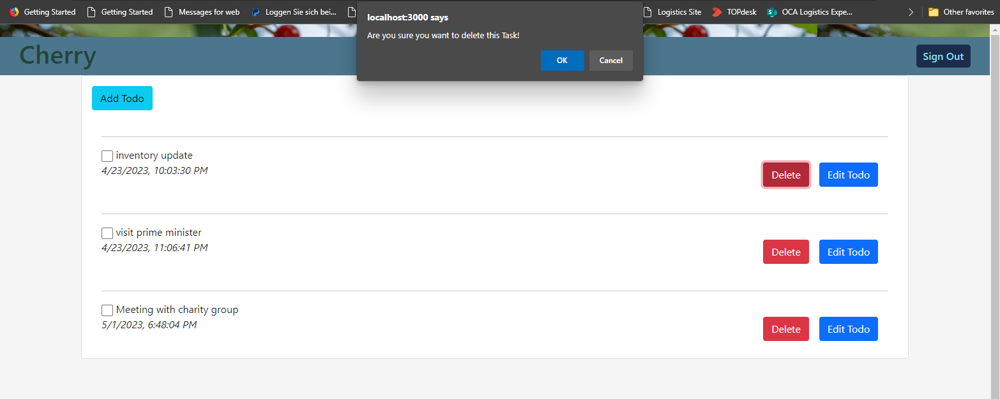 Getting Started
Getting Started
Messages for web
Loggen Sie sich bei...
Logistics Site
TOPdesk
OCA Logistics Expe...
Other favorites
localhost:3000 says
Are you sure you want to delete this Task!
OK
Cancel
Cherry
Sign Out
Add Todo
inventory update
4/23/2023, 10:03:30 PM
Delete
Edit Todo
visit prime minister
4/23/2023, 11:06:41 PM
Delete
Edit Todo
Meeting with charity group
5/1/2023, 6:48:04 PM
Delete
Edit Todo